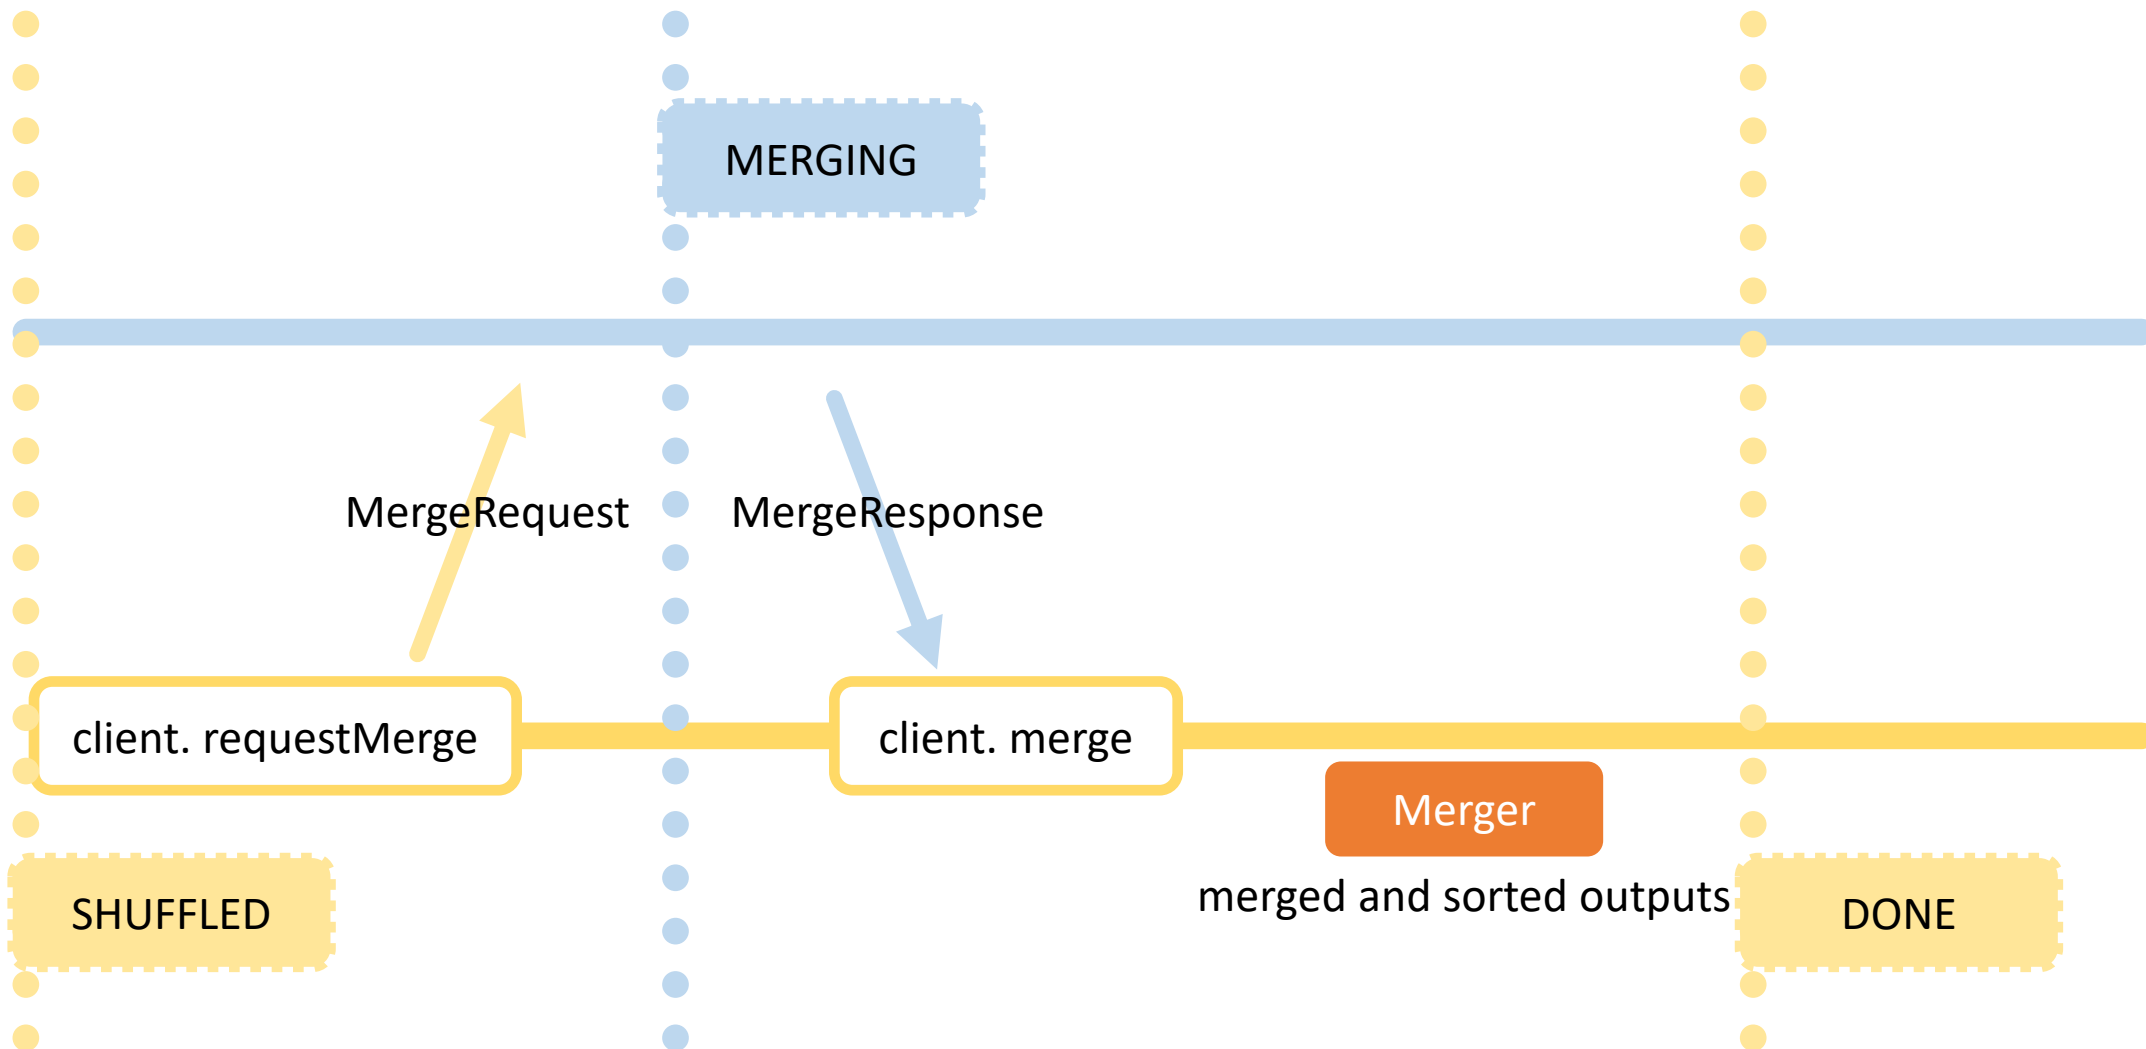 MERGING
MergeRequest
MergeResponse
client. requestMerge
client. merge
Merger
merged and sorted outputs
SHUFFLED
DONE